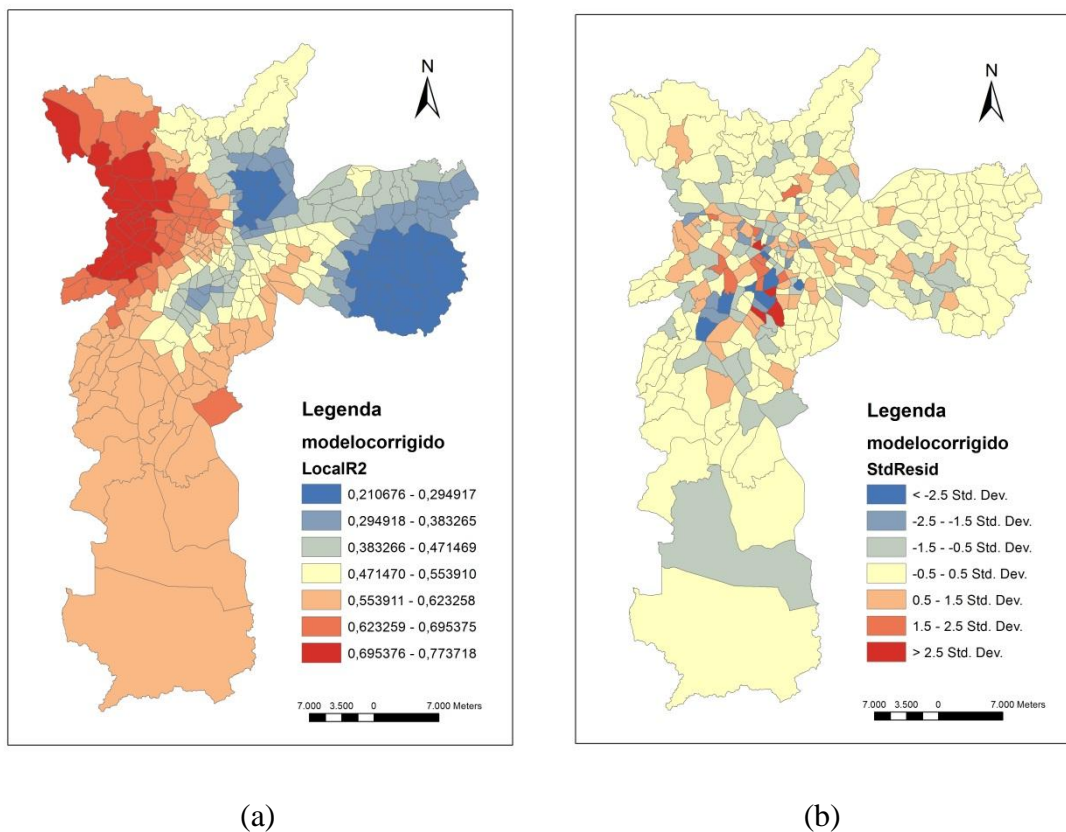 N
Legenda
modelocorrigido
LocalR2
0,210676 - 0,294917
0,294918 - 0,383265
0,383266 - 0,471469
0,471470 - 0,553910
0,553911 - 0,623258
0,623259 - 0,695375
0,695376 - 0,773718
7.000 3.500 0 7.000 Meters
(a)
N
Legenda
modelocorrigido
StdResid
< -2.5 Std. Dev.
-2.5 - -1.5 Std. Dev.
-1.5 - -0.5 Std. Dev.
-0.5 - 0.5 Std. Dev.
0.5 - 1.5 Std. Dev.
1.5 - 2.5 Std. Dev.
> 2.5 Std. Dev.
7.000 3.500 0 7.000 Meters
(b)